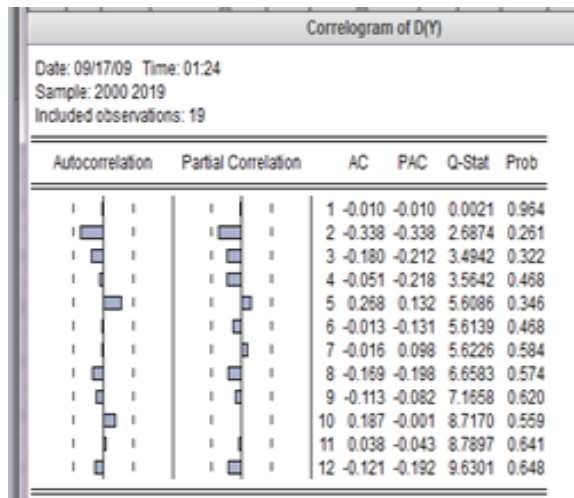 Correlogram of D(Y)
Date: 09/17/09 Time: 01:24
Sample: 2000 2019
Included observations: 19
Autocorrelation Partial Correlation AC PAC Q-Stat Prob
1 -0.010 -0.010 0.0021 0.964
2 -0.338 -0.338 2.6874 0.261
3 -0.180 -0.212 3.4942 0.322
4 -0.051 -0.218 3.5642 0.468
5 0.268 0.132 5.6086 0.346
6 -0.013 -0.131 5.6139 0.468
7 -0.016 0.098 5.6226 0.584
8 -0.169 -0.198 6.6583 0.574
9 -0.113 -0.082 7.1658 0.620
10 0.187 -0.001 8.7170 0.559
11 0.038 -0.043 8.7897 0.641
12 -0.121 -0.192 9.6301 0.648